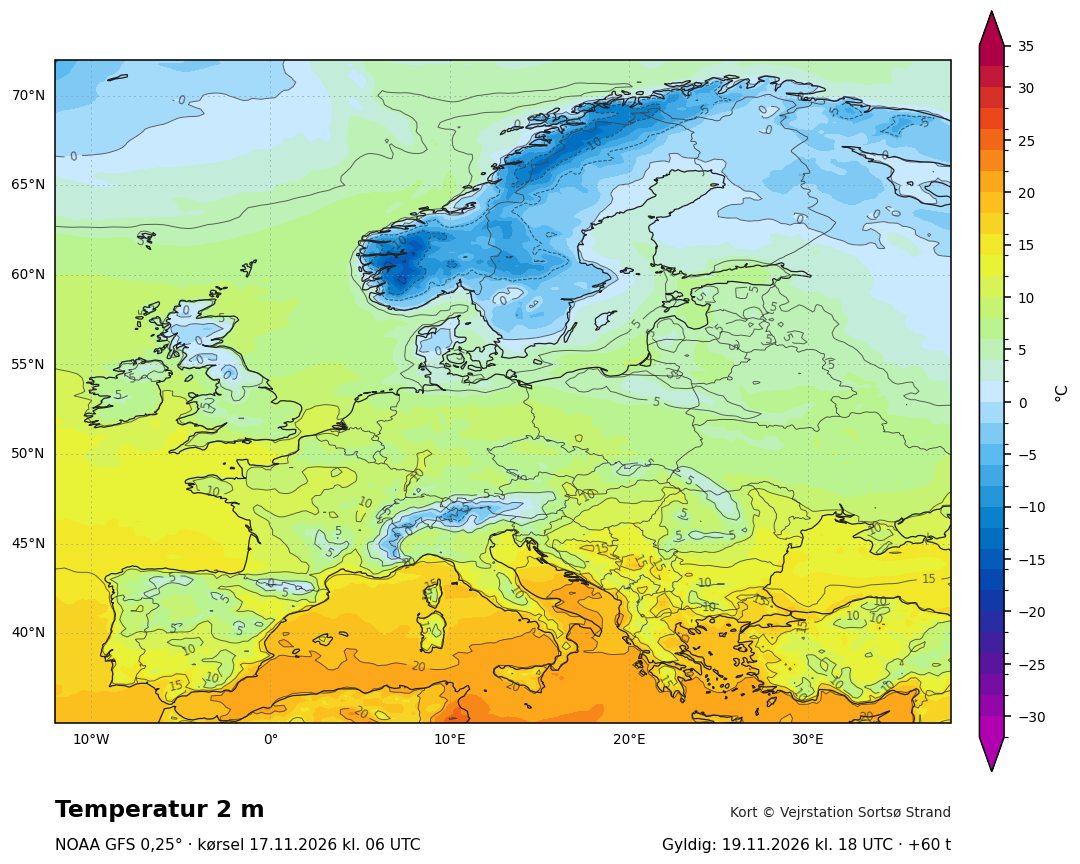 70°N
65°N
60°N
55°N
50°N
45°N
40°N
10°W 0° 10°E 20°E 30°E
35
30
25
20
15
10
5
0
−5
−10
−15
−20
−25
−30
°C
Temperatur 2 m
Kort © Vejrstation Sortsø Strand
NOAA GFS 0,25° · kørsel 17.11.2026 kl. 06 UTC
Gyldig: 19.11.2026 kl. 18 UTC · +60 t